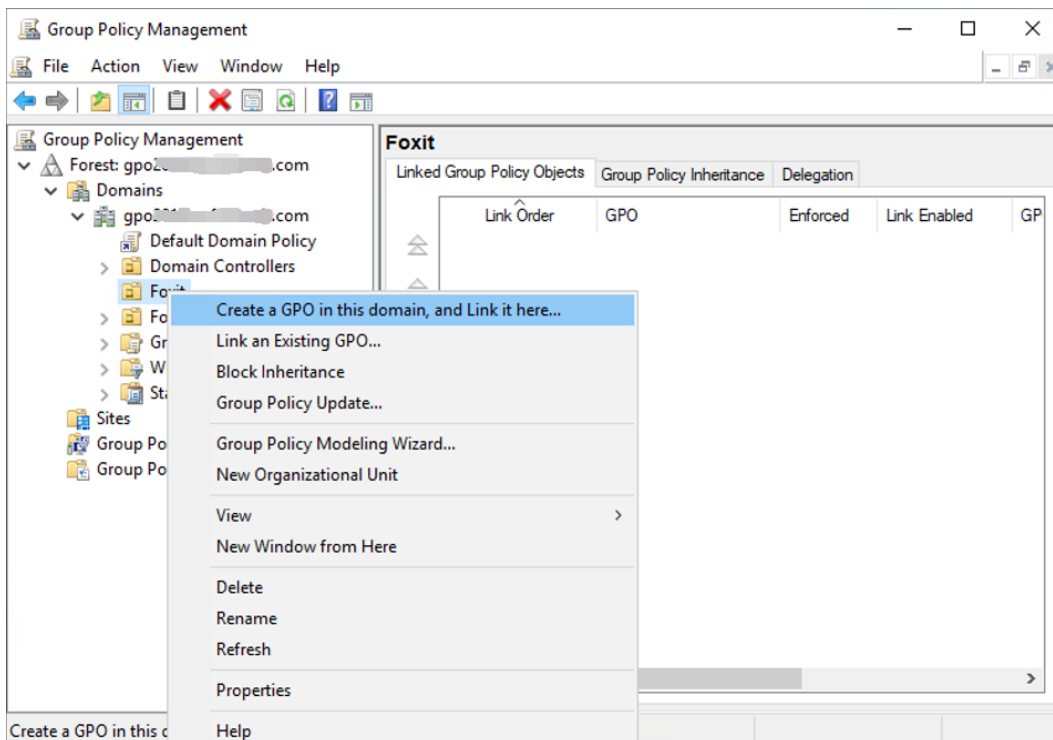 Group Policy Management
File Action View Window Help
Group Policy Management
Forest: gpo .com
Domains
gpo .com
Default Domain Policy
Domain Controllers
Sites
Foxit
Linked Group Policy Objects Group Policy Inheritance Delegation
Link Order GPO Enforced Link Enabled GP
Create a GPO in this domain, and Link it here...
Link an Existing GPO...
Block Inheritance
Group Policy Update...
Group Policy Modeling Wizard...
New Organizational Unit
View
New Window from Here
Delete
Rename
Refresh
Properties
Help
Fo
Gr
W
Sta
Group Po
Group Po
Create a GPO in this